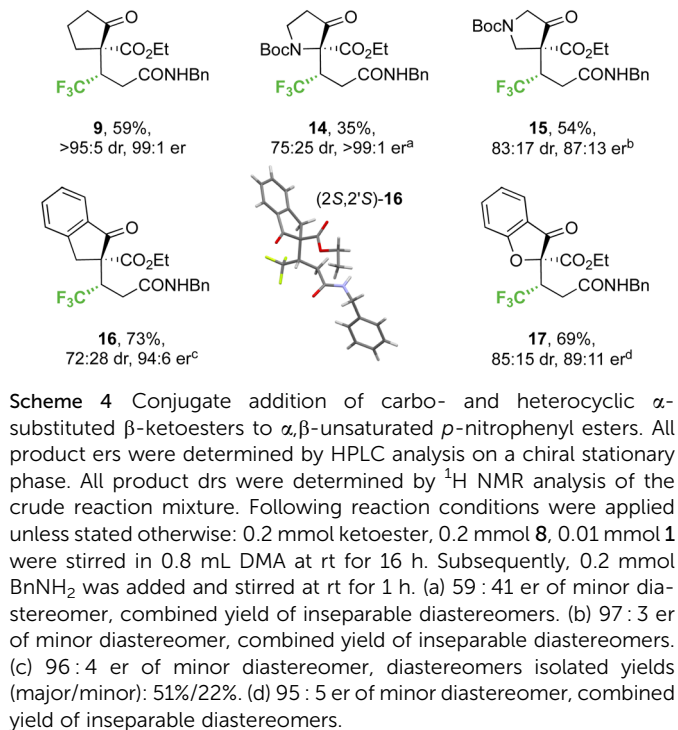 O
CO₂Et
F₃C
CONHBn
9, 59%,
>95:5 dr, 99:1 er
O
BocN
CO₂Et
F₃C
CONHBn
14, 35%,
75:25 dr, >99:1 erᵃ
BocN
O
CO₂Et
F₃C
CONHBn
15, 54%,
83:17 dr, 87:13 erᵇ
O
CO₂Et
F₃C
CONHBn
16, 73%,
72:28 dr, 94:6 erᶜ
(2S,2'S)-16
O
O
CO₂Et
F₃C
CONHBn
17, 69%,
85:15 dr, 89:11 erᵈ
Scheme 4 Conjugate addition of carbo- and heterocyclic α-
substituted β-ketoesters to α,β-unsaturated p-nitrophenyl esters. All
product ers were determined by HPLC analysis on a chiral stationary
phase. All product drs were determined by ¹H NMR analysis of the
crude reaction mixture. Following reaction conditions were applied
unless stated otherwise: 0.2 mmol ketoester, 0.2 mmol 8, 0.01 mmol 1
were stirred in 0.8 mL DMA at rt for 16 h. Subsequently, 0.2 mmol
BnNH₂ was added and stirred at rt for 1 h. (a) 59 : 41 er of minor dia-
stereomer, combined yield of inseparable diastereomers. (b) 97 : 3 er
of minor diastereomer, combined yield of inseparable diastereomers.
(c) 96 : 4 er of minor diastereomer, diastereomers isolated yields
(major/minor): 51%/22%. (d) 95 : 5 er of minor diastereomer, combined
yield of inseparable diastereomers.